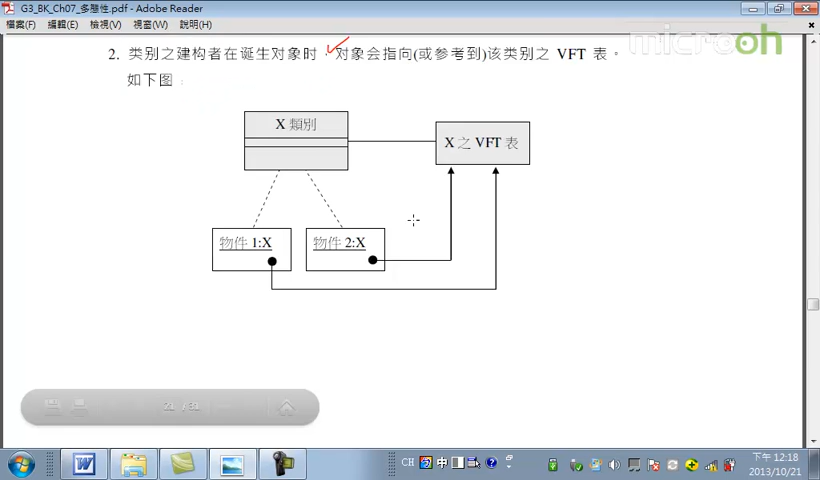 G3_BK_Ch07_多態性.pdf - Adobe Reader
檔案(F) 編輯(E) 檢視(V) 視窗(W) 說明(H)
microoh
2. 类别之建构者在诞生对象时，对象会指向(或参考到)该类别之 VFT 表。
如下图：
X 類別
X 之 VFT 表
物件 1:X
物件 2:X
CH 中
下午 12:18
2013/10/21